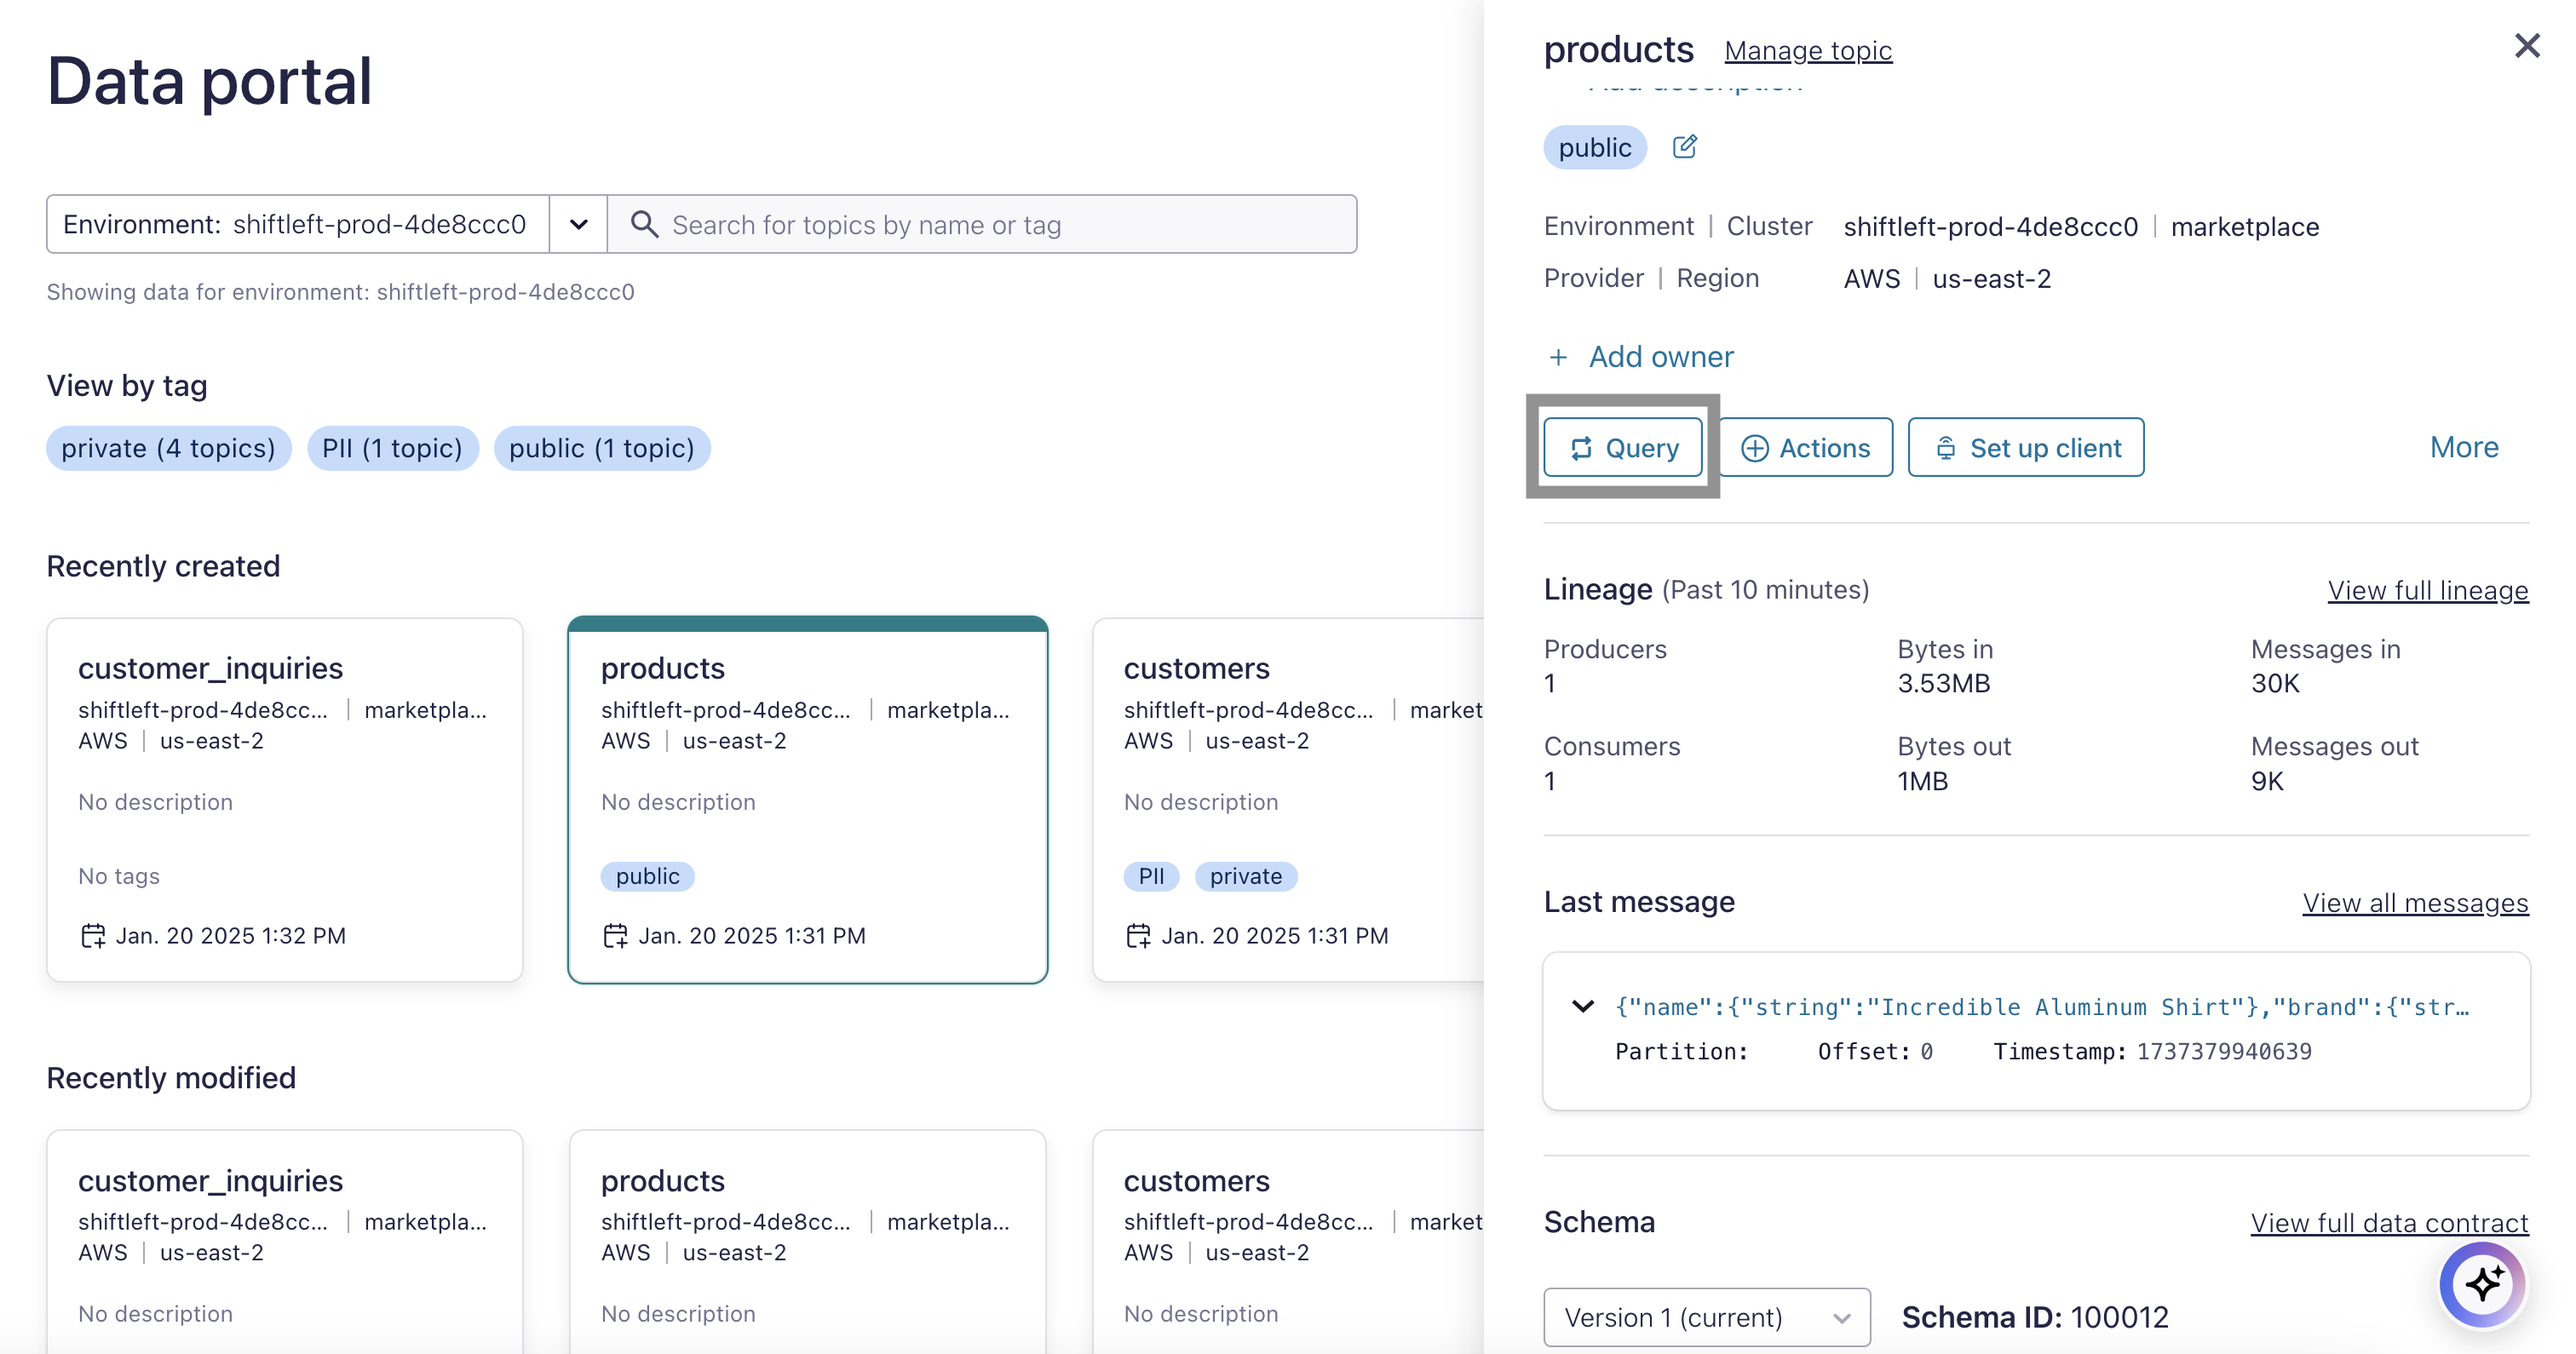 Data portal
Environment: shiftleft-prod-4de8ccc0
Search for topics by name or tag
Showing data for environment: shiftleft-prod-4de8ccc0
View by tag
private (4 topics) PII (1 topic) public (1 topic)
Recently created
customer_inquiries
shiftleft-prod-4de8cc... | marketpla...
AWS | us-east-2
No description
No tags
Jan. 20 2025 1:32 PM
products
shiftleft-prod-4de8cc... | marketpla...
AWS | us-east-2
No description
public
Jan. 20 2025 1:31 PM
customers
shiftleft-prod-4de8cc... | market
AWS | us-east-2
No description
PII private
Jan. 20 2025 1:31 PM
Recently modified
customer_inquiries
shiftleft-prod-4de8cc... | marketpla...
AWS | us-east-2
No description
products
shiftleft-prod-4de8cc... | marketpla...
AWS | us-east-2
No description
customers
shiftleft-prod-4de8cc... | market
AWS | us-east-2
No description
products Manage topic
Add description
public
Environment | Cluster shiftleft-prod-4de8ccc0 | marketplace
Provider | Region AWS | us-east-2
+ Add owner
Query Actions Set up client More
Lineage (Past 10 minutes) View full lineage
Producers Bytes in Messages in
1 3.53MB 30K
Consumers Bytes out Messages out
1 1MB 9K
Last message View all messages
{"name":{"string":"Incredible Aluminum Shirt"},"brand":{"str…
Partition: Offset: 0 Timestamp: 1737379940639
Schema View full data contract
Version 1 (current) Schema ID: 100012